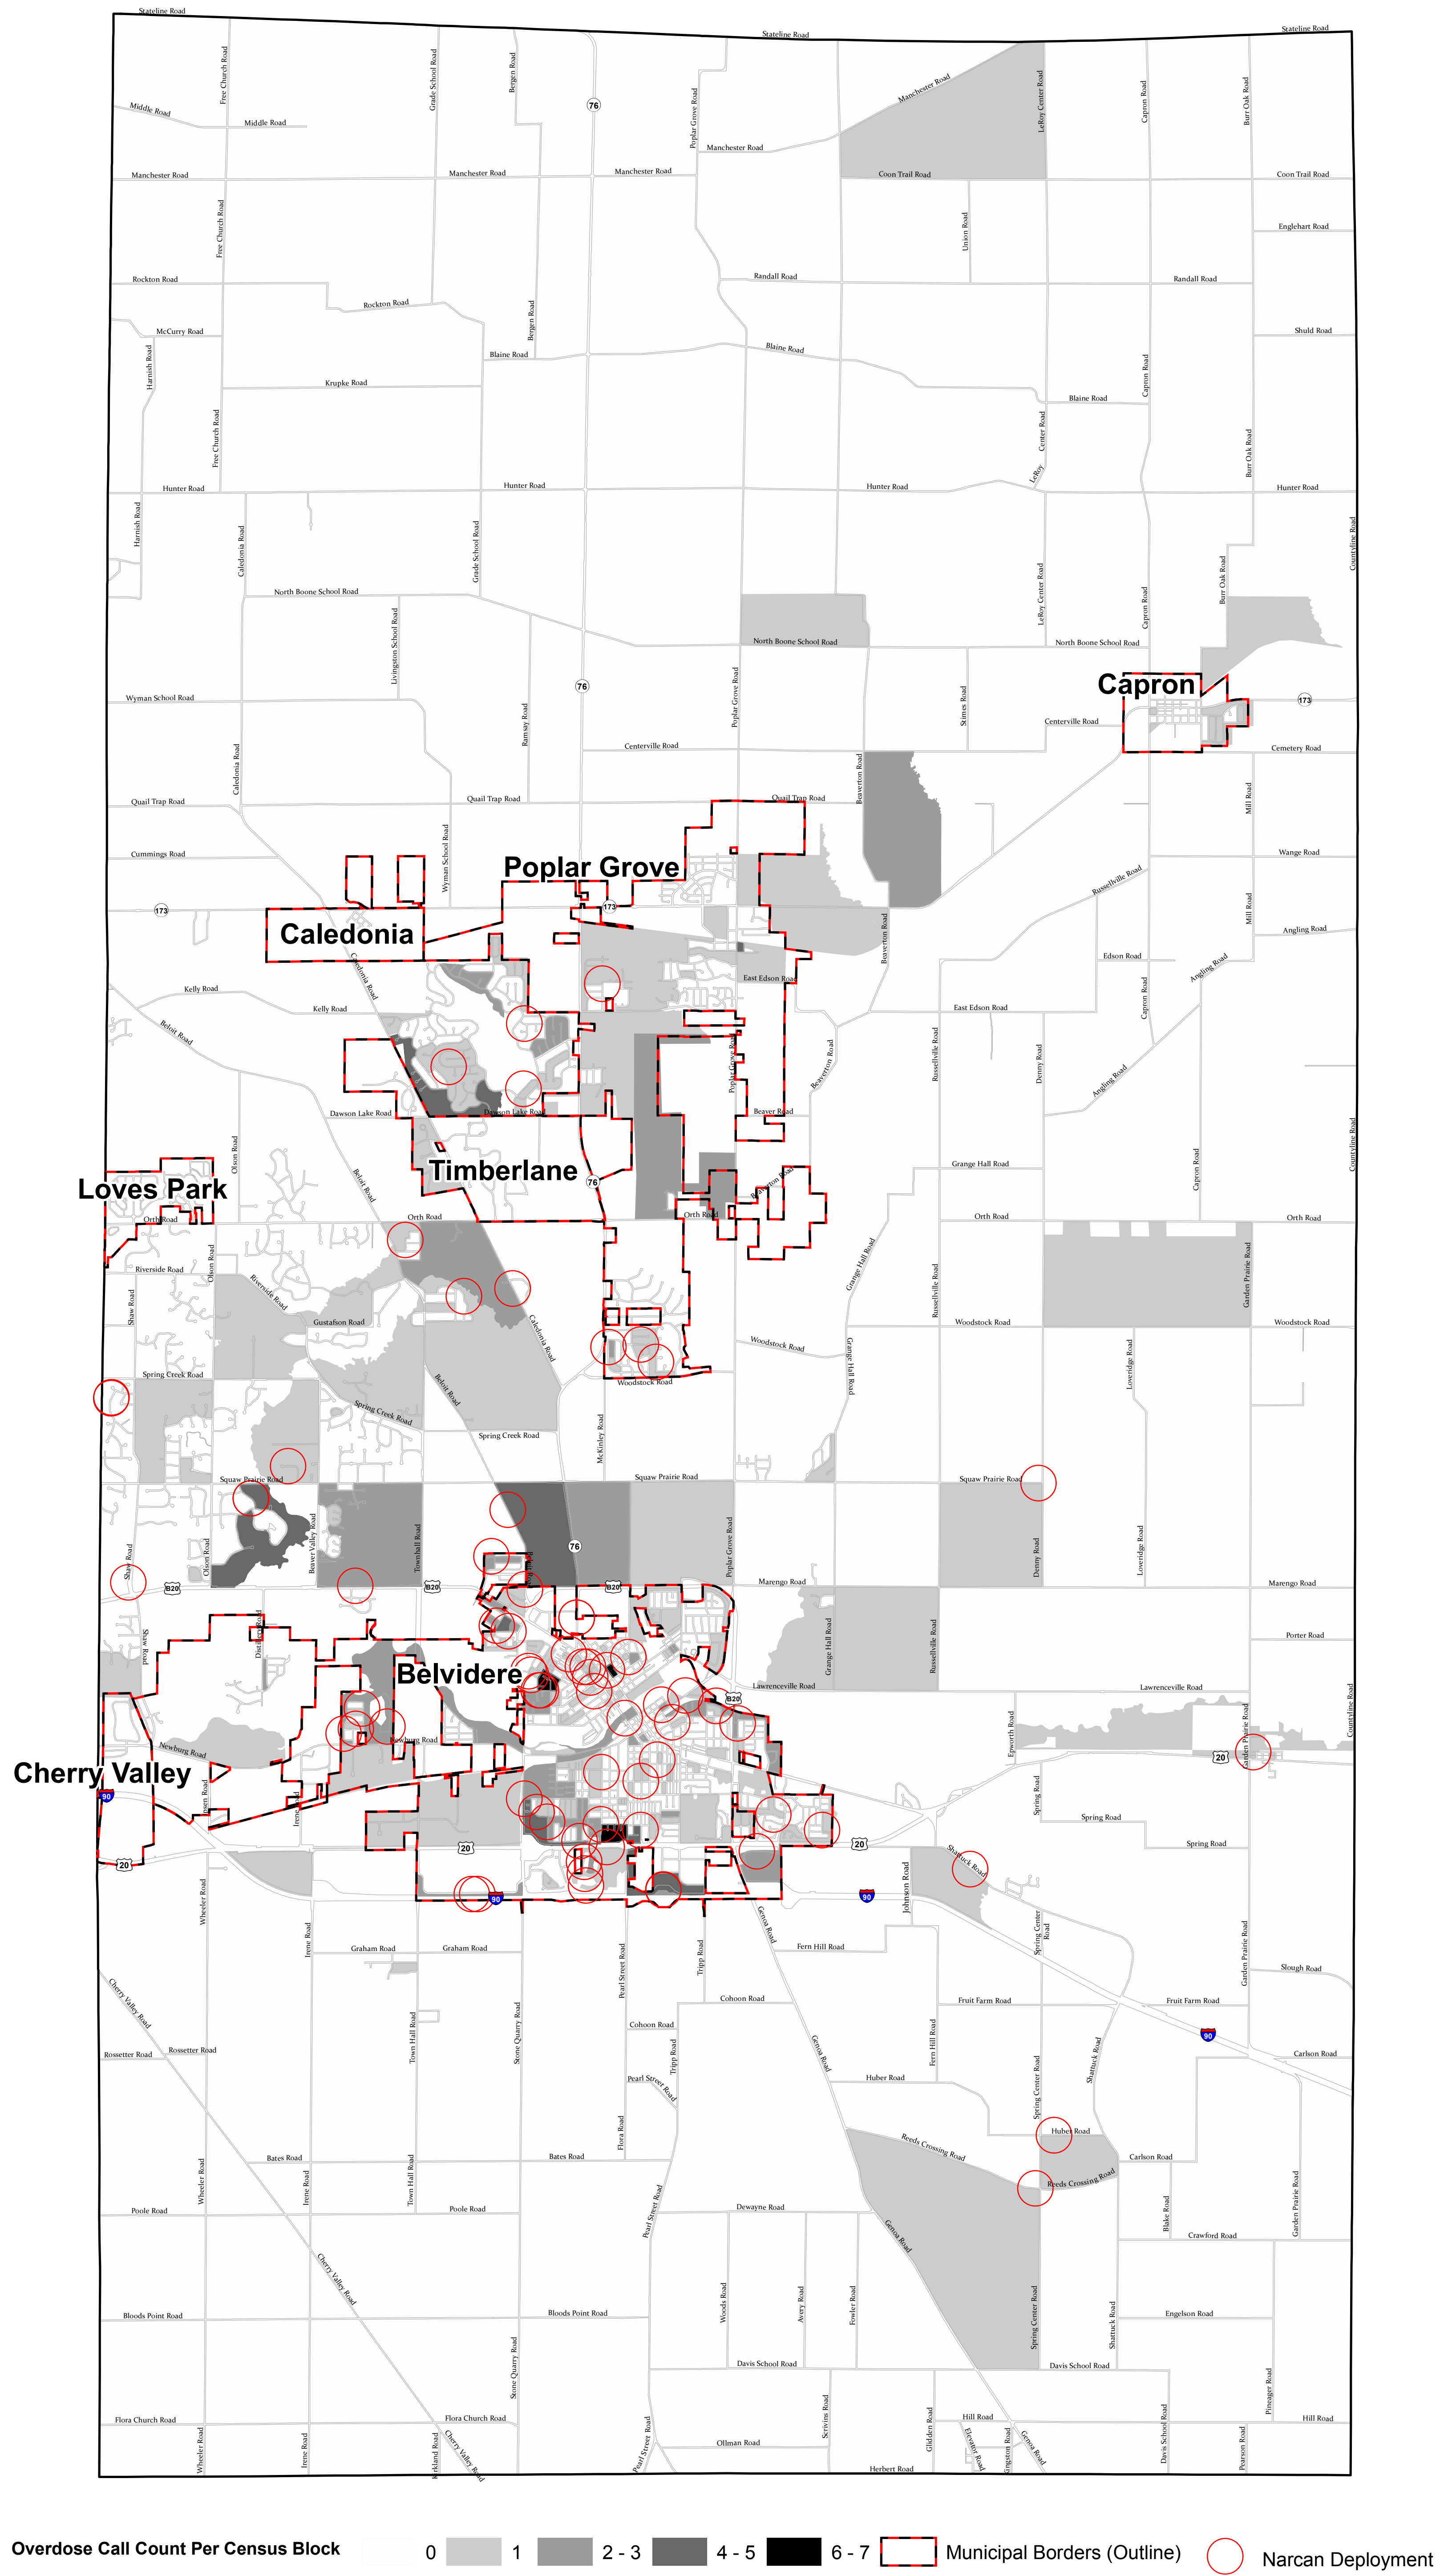 Stateline Road
Stateline Road
Stateline Road
Free Church Road
Grade School Road
Bergen Road
76
Poplar Grove Road
Manchester Road
LeRoy Center Road
Capron Road
Burr Oak Road
Middle Road
Middle Road
Manchester Road
Manchester Road
Manchester Road
Manchester Road
Coon Trail Road
Coon Trail Road
Free Church Road
Union Road
Englehart Road
Rockton Road
Rockton Road
Randall Road
Randall Road
Bergen Road
McCurry Road
Shuld Road
Harnish Road
Blaine Road
Blaine Road
Krupke Road
Capron Road
Blaine Road
Free Church Road
LeRoy
Center Road
Burr Oak Road
Hunter Road
Hunter Road
Hunter Road
Hunter Road
Harnish Road
Caledonia Road
Grade School Road
Countyline Road
North Boone School Road
Livingston School Road
LeRoy Center Road
Capron Road
Burr Oak Road
North Boone School Road
North Boone School Road
76
Wyman School Road
Poplar Grove Road
Stimes Road
Capron
173
Ramsay Road
Centerville Road
Centerville Road
Cemetery Road
Caledonia Road
Beaverton Road
Mill Road
Quail Trap Road
Quail Trap Road
Quail Trap Road
Cummings Road
Wyman School Road
Poplar Grove
Wange Road
Russellville Road
173
173
Caledonia
Beaverton Road
Mill Road
Angling Road
Caledonia Road
East Edson Road
Edson Road
Angling Road
Kelly Road
Kelly Road
East Edson Road
Capron Road
Beloit Road
Poplar Grove Road
Beaverton Road
Russellville Road
Denny Road
Angling Road
Dawson Lake Road
Dawson Lake Road
Beaver Road
Countyline Road
Olson Road
Beloit Road
Timberlane
76
Beaverton Road
Grange Hall Road
Capron Road
Loves Park
Orth Road
Orth Road
Orth Road
Orth Road
Orth Road
Riverside Road
Olson Road
Riverside Road
Grange Hall Road
Russellville Road
Garden Prairie Road
Shaw Road
Gustafson Road
Caledonia Road
Woodstock Road
Woodstock Road
Woodstock Road
Grange Hall Road
Loveridge Road
Spring Creek Road
Beloit Road
Woodstock Road
Spring Creek Road
Spring Creek Road
McKinley Road
Squaw Prairie Road
Squaw Prairie Road
Squaw Prairie Road
Shaw Road
Olson Road
Beaver Valley Road
Townhall Road
76
Poplar Grove Road
Denny Road
Loveridge Road
B20
B20
B20
Marengo Road
Marengo Road
Shaw Road
Distillery Road
Grange Hall Road
Russellville Road
Porter Road
Belvidere
B20
Lawrenceville Road
Lawrenceville Road
Countyline Road
Newburg Road
Newburg Road
Epworth Road
Garden Prairie Road
20
Cherry Valley
90
Irene Road
Spring Road
Spring Road
Spring Road
20
20
20
Shattuck Road
90
90
Wheeler Road
Johnson Road
Genoa Road
Irene Road
Graham Road
Graham Road
Pearl Street Road
Tripp Road
Fern Hill Road
Spring Center
Road
Garden Prairie Road
Slough Road
Cherry Valley Road
Cohoon Road
Fruit Farm Road
Fruit Farm Road
Town Hall Road
Stone Quarry Road
Cohoon Road
90
Rossetter Road
Rossetter Road
Tripp Road
Genoa Road
Fern Hill Road
Shattuck Road
Carlson Road
Pearl Street Road
Huber Road
Spring Center Road
Flora Road
Huber Road
Reeds Crossing Road
Bates Road
Bates Road
Carlson Road
Wheeler Road
Irene Road
Town Hall Road
Reeds Crossing Road
Poole Road
Poole Road
Pearl Street Road
Dewayne Road
Blake Road
Garden Prairie Road
Genoa Road
Crawford Road
Cherry Valley Road
Bloods Point Road
Bloods Point Road
Woods Road
Avery Road
Fowler Road
Spring Center Road
Shattuck Road
Engelson Road
Stone Quarry Road
Davis School Road
Davis School Road
Pineager Road
Flora Church Road
Flora Church Road
Scrivins Road
Glidden Road
Hill Road
Davis School Road
Hill Road
Wheeler Road
Irene Road
Kirkland Road
Cherry Valley Road
Pearl Street Road
Ollman Road
Elevator Road
Kingston Road
Genoa Road
Pearson Road
Herbert Road
Overdose Call Count Per Census Block
0
1
2 - 3
4 - 5
6 - 7
Municipal Borders (Outline)
Narcan Deployment